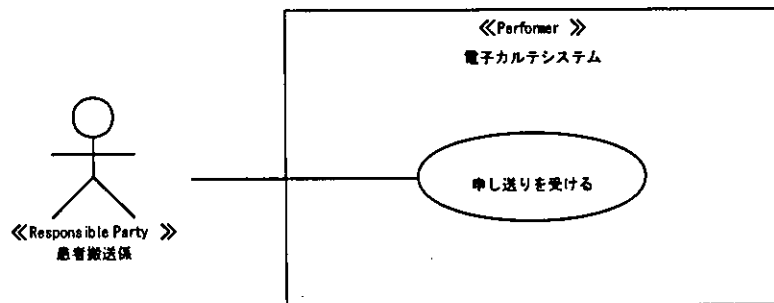 ≪Performer ≫
電子カルテシステム
申し送りを受ける
≪Responsible Party ≫
患者搬送係